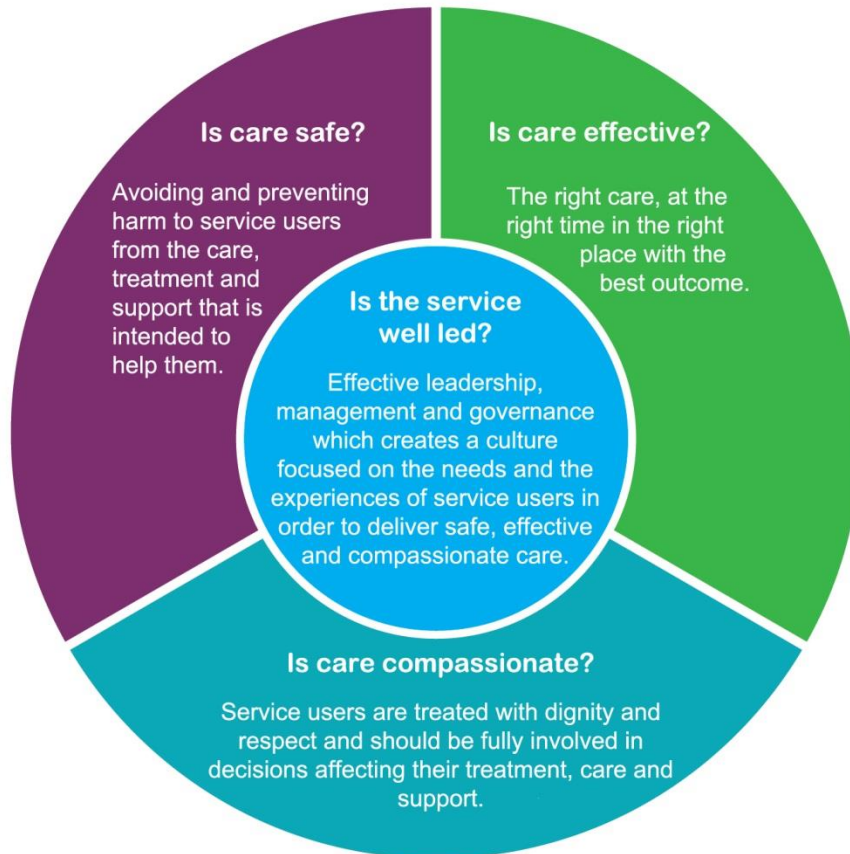 Is care safe?
Avoiding and preventing
harm to service users
from the care,
treatment and
support that is
intended to
help them.
Is care effective?
The right care, at the
right time in the right
place with the
best outcome.
Is the service
well led?
Effective leadership,
management and governance
which creates a culture
focused on the needs and the
experiences of service users in
order to deliver safe, effective
and compassionate care.
Is care compassionate?
Service users are treated with dignity and
respect and should be fully involved in
decisions affecting their treatment, care and
support.